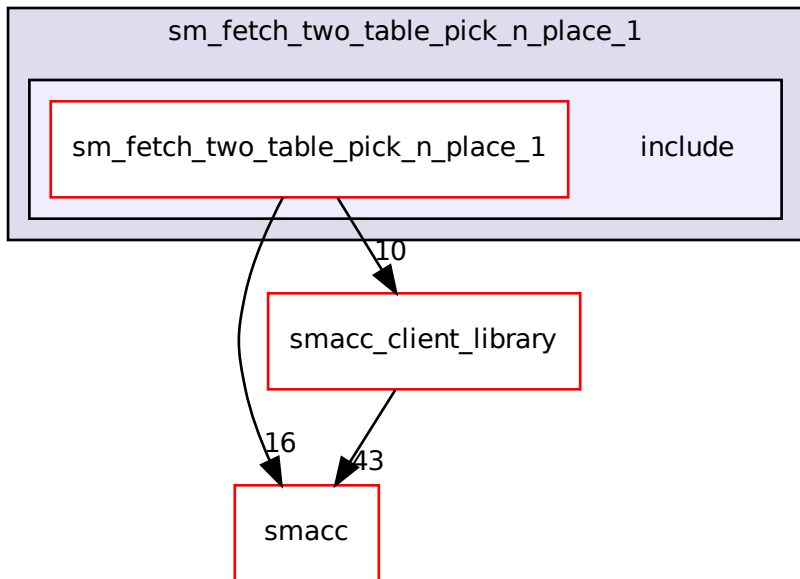 sm_fetch_two_table_pick_n_place_1
sm_fetch_two_table_pick_n_place_1
include
10
smacc_client_library
16
43
smacc